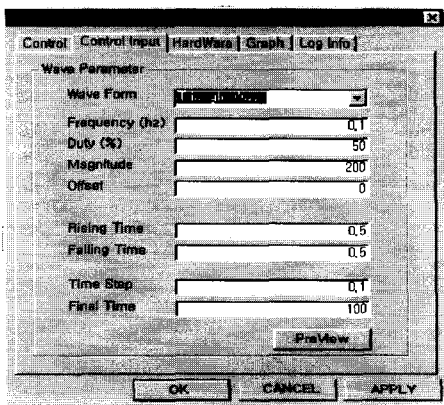 Control Control Input HardWare Graph Log Info
Wave Parameter
Wave Form
Frequency (hz) 0,1
Duty (%) 50
Magnitude 200
Offset 0
Rising Time 0,5
Falling Time 0,5
Time Step 0,1
Final Time 100
PreView
OK CANCEL APPLY